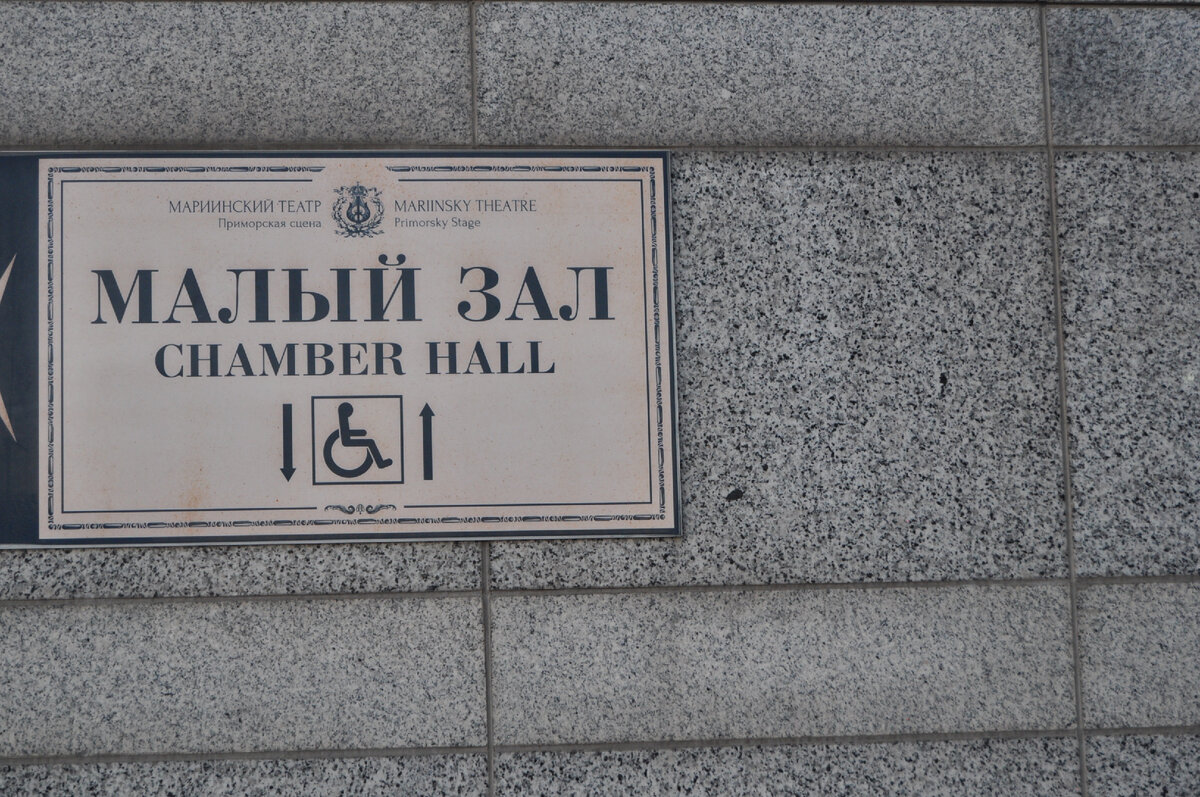 МАРИИНСКИЙ ТЕАТР
Приморская сцена
MARIINSKY THEATRE
Primorsky Stage
МАЛЫЙ ЗАЛ
CHAMBER HALL